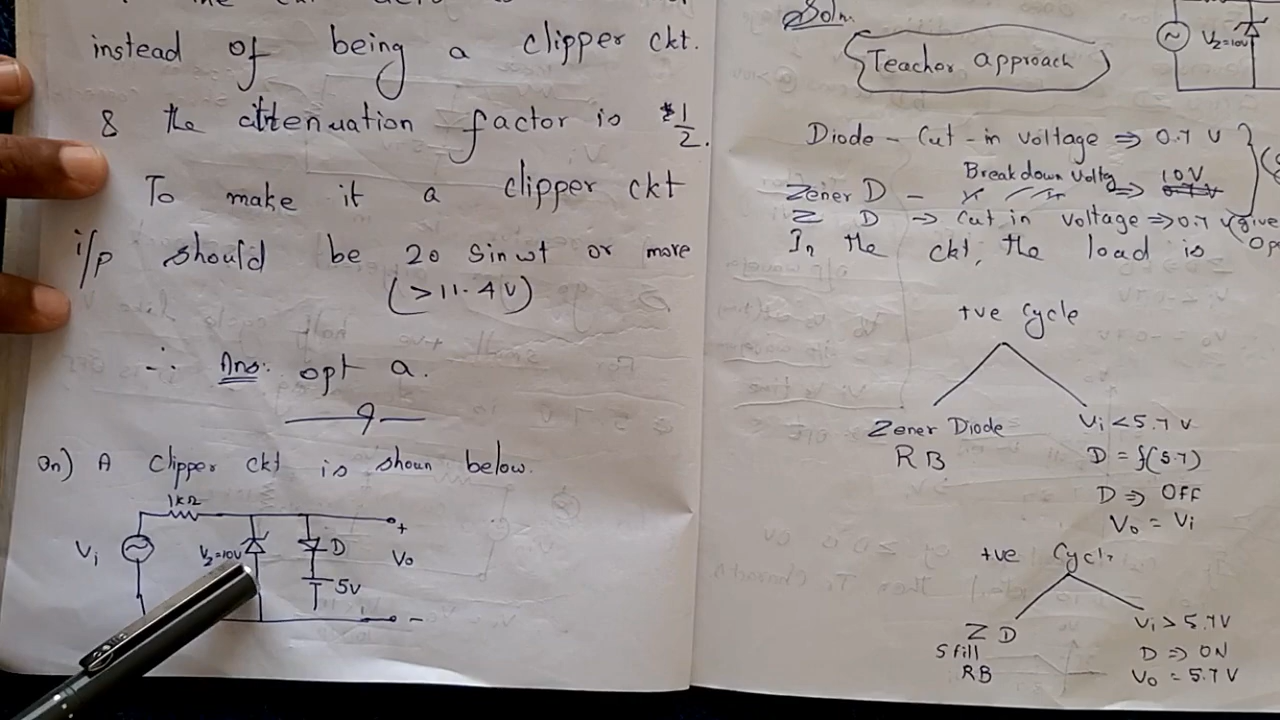 instead of being a clipper ckt.
& the attenuation factor is 1/2.
To make it a clipper ckt
i/p should be 20 sinwt or more
(>11.4V)
∴ Ans: opt a.
Qn) A clipper ckt is shown below.
1kΩ
Vi
Vz=10V
D
5V
+
Vo
-
Soln.
Teacher approach
Vz=10V
Diode - Cut-in voltage ⇒ 0.7 V
Breakdown Voltg
Zener D - ⇒ 10V
Z D → Cut in voltage ⇒ 0.7 V
In the ckt, the load is
+ve Cycle
Zener Diode
RB
Vi < 5.7 V
D = f(5.7)
D ⇒ OFF
Vo = Vi
+ve Cycle
Z D
Still
RB
Vi > 5.7V
D ⇒ ON
Vo = 5.7V